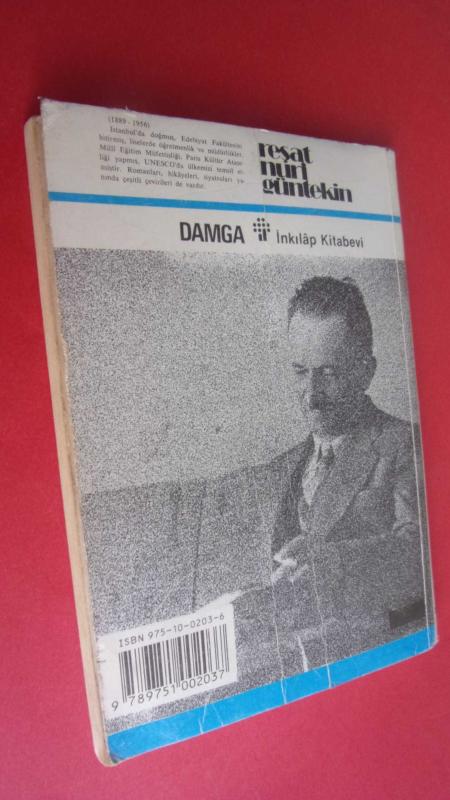 (1889 - 1956)
İstanbul'da doğmuş, Edebiyat Fakültesini
bitirmiş, liselerde öğretmenlik ve müdürlükler,
Millî Eğitim Müfettişliği, Paris Kültür Ataşe-
liği yapmış, UNESCO'da ülkemizi temsil et-
miştir. Romanları, hikâyeleri, tiyatroları ya-
nında çeşitli çevirileri de vardır.
reşat
nuri
güntekin
DAMGA İnkılâp Kitabevi
ISBN 975-10-0203-6
9 789751 002037